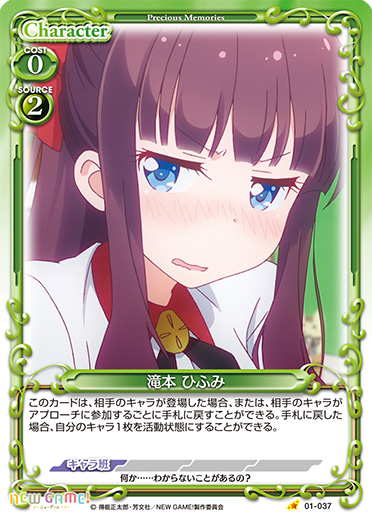 Precious Memories
Character
COST
0
SOURCE
2
滝本 ひふみ
このカードは、相手のキャラが登場した場合、または、相手のキャラが
アプローチに参加するごとに手札に戻すことができる。手札に戻した
場合、自分のキャラ1枚を活動状態にすることができる。
キャラ班
何か……わからないことがあるの?
NEW GAME!
01-037
© 得能正太郎・芳文社/NEW GAME!製作委員会